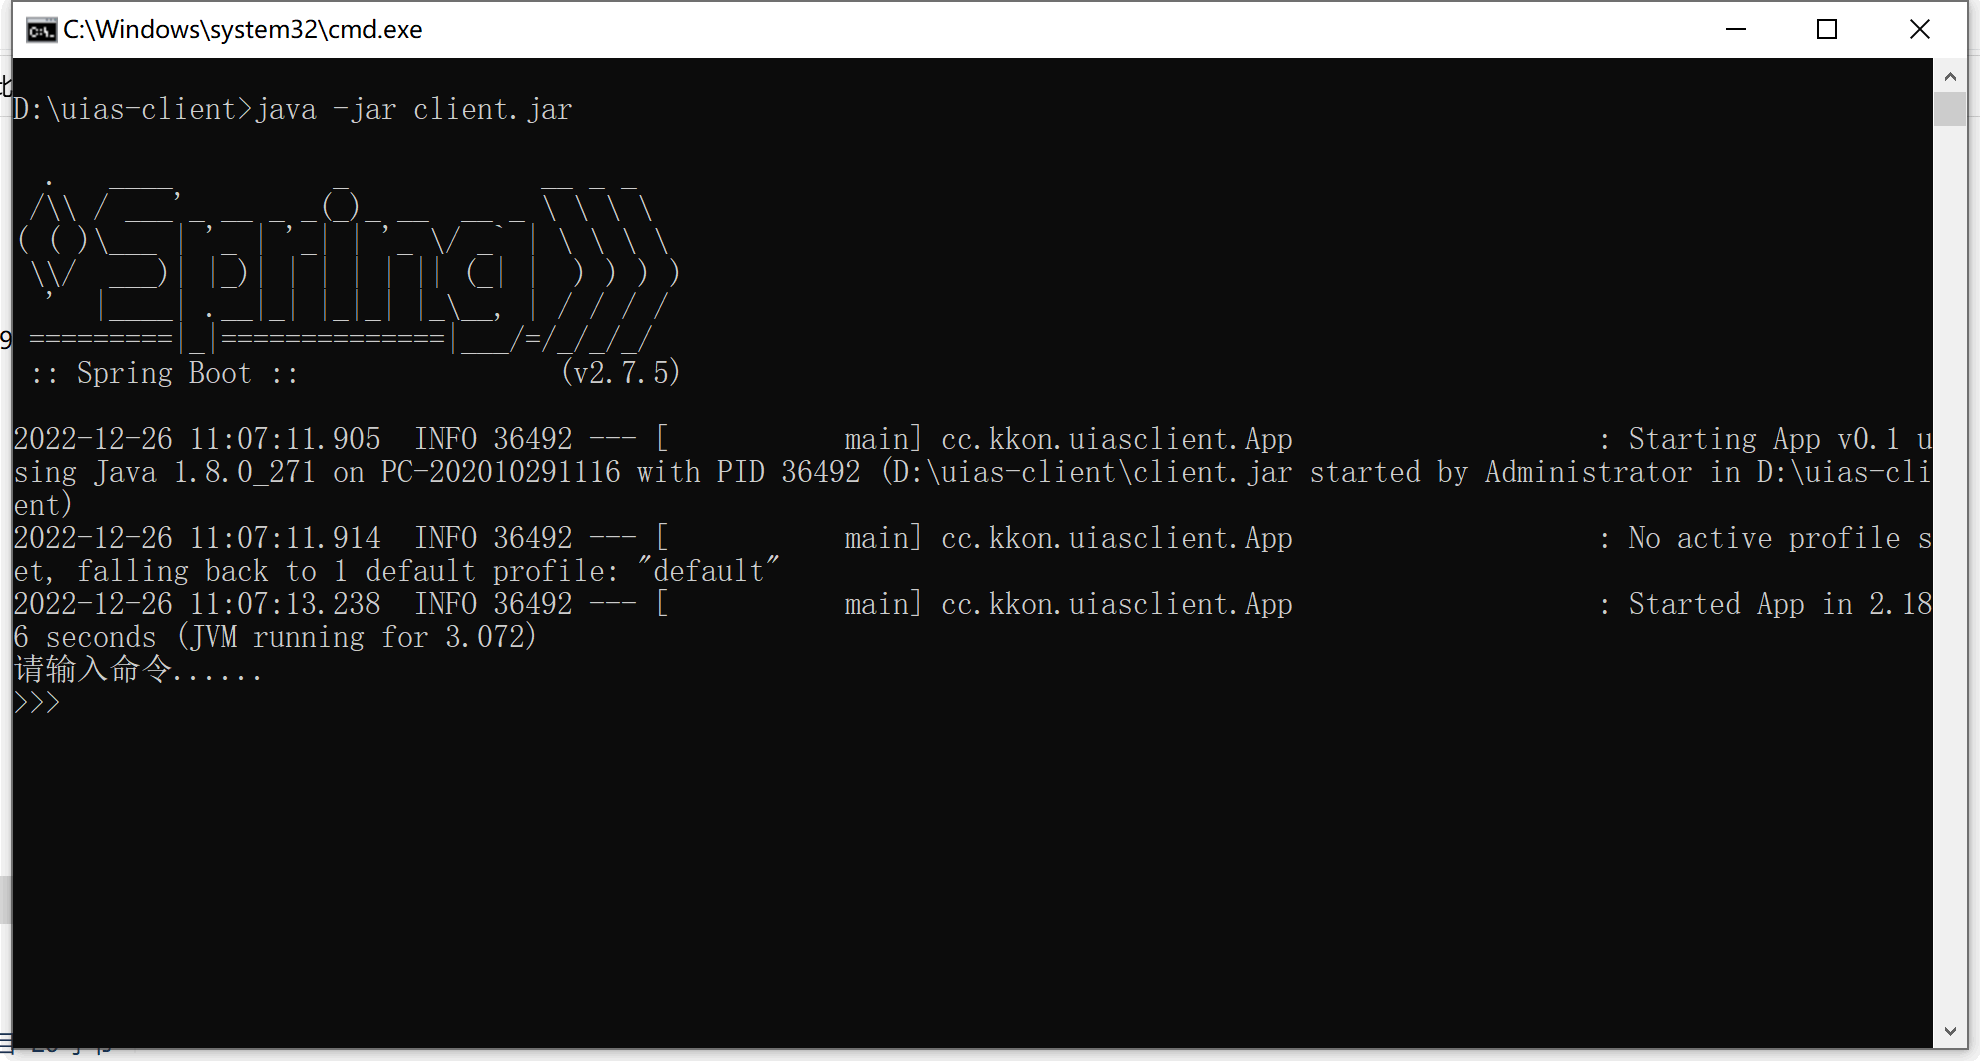 C:\Windows\system32\cmd.exe
D:\uias-client>java -jar client.jar
  .   ____          _            __ _ _
 /\\ / ___'_ __ _ _(_)_ __  __ _ \ \ \ \
( ( )\___ | '_ | '_| | '_ \/ _` | \ \ \ \
 \\/  ___)| |_)| | | | | || (_| |  ) ) ) )
  '  |____| .__|_| |_|_| |_\__, | / / / /
 =========|_|==============|___/=/_/_/_/
 :: Spring Boot ::                (v2.7.5)
2022-12-26 11:07:11.905  INFO 36492 --- [           main] cc.kkon.uiasclient.App                   : Starting App v0.1 u
sing Java 1.8.0_271 on PC-202010291116 with PID 36492 (D:\uias-client\client.jar started by Administrator in D:\uias-cli
ent)
2022-12-26 11:07:11.914  INFO 36492 --- [           main] cc.kkon.uiasclient.App                   : No active profile s
et, falling back to 1 default profile: "default"
2022-12-26 11:07:13.238  INFO 36492 --- [           main] cc.kkon.uiasclient.App                   : Started App in 2.18
6 seconds (JVM running for 3.072)
请输入命令......
>>>